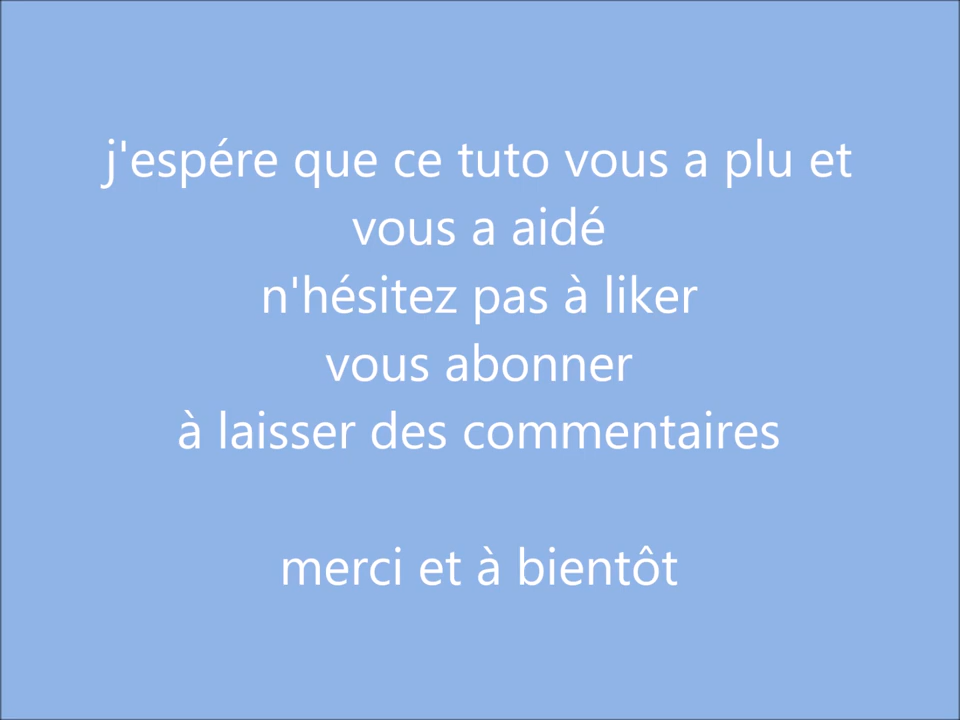 j'espére que ce tuto vous a plu et
vous a aidé
n'hésitez pas à liker
vous abonner
à laisser des commentaires
merci et à bientôt